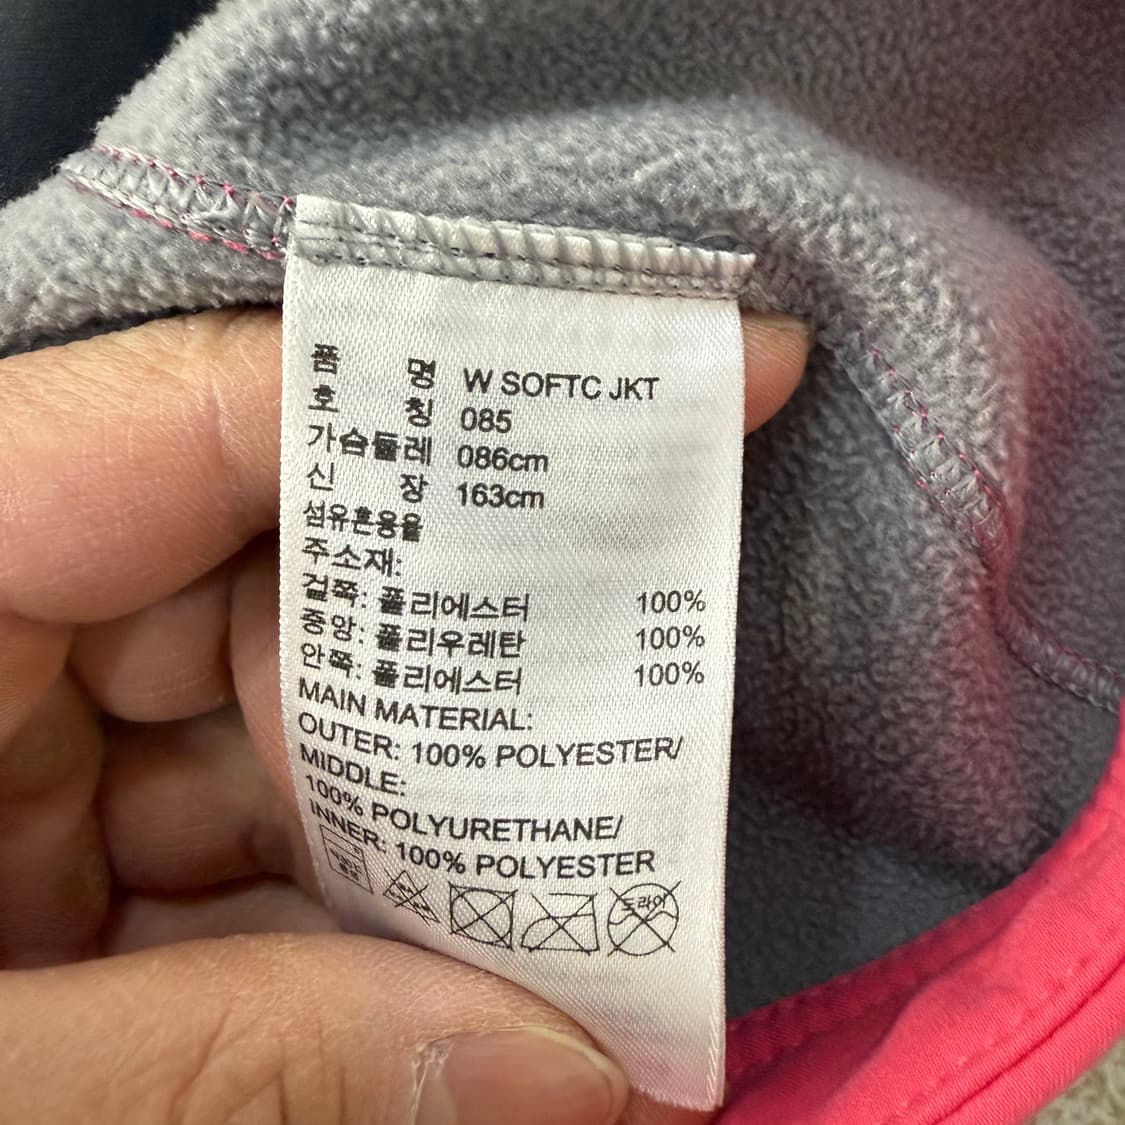 품 명 W SOFTC JKT
호 칭 085
가슴둘레 086cm
신 장 163cm
섬유혼용율
주소재:
겉쪽: 폴리에스터 100%
중앙: 폴리우레탄 100%
안쪽: 폴리에스터 100%
MAIN MATERIAL:
OUTER: 100% POLYESTER/
MIDDLE:
100% POLYURETHANE/
INNER: 100% POLYESTER
드라이